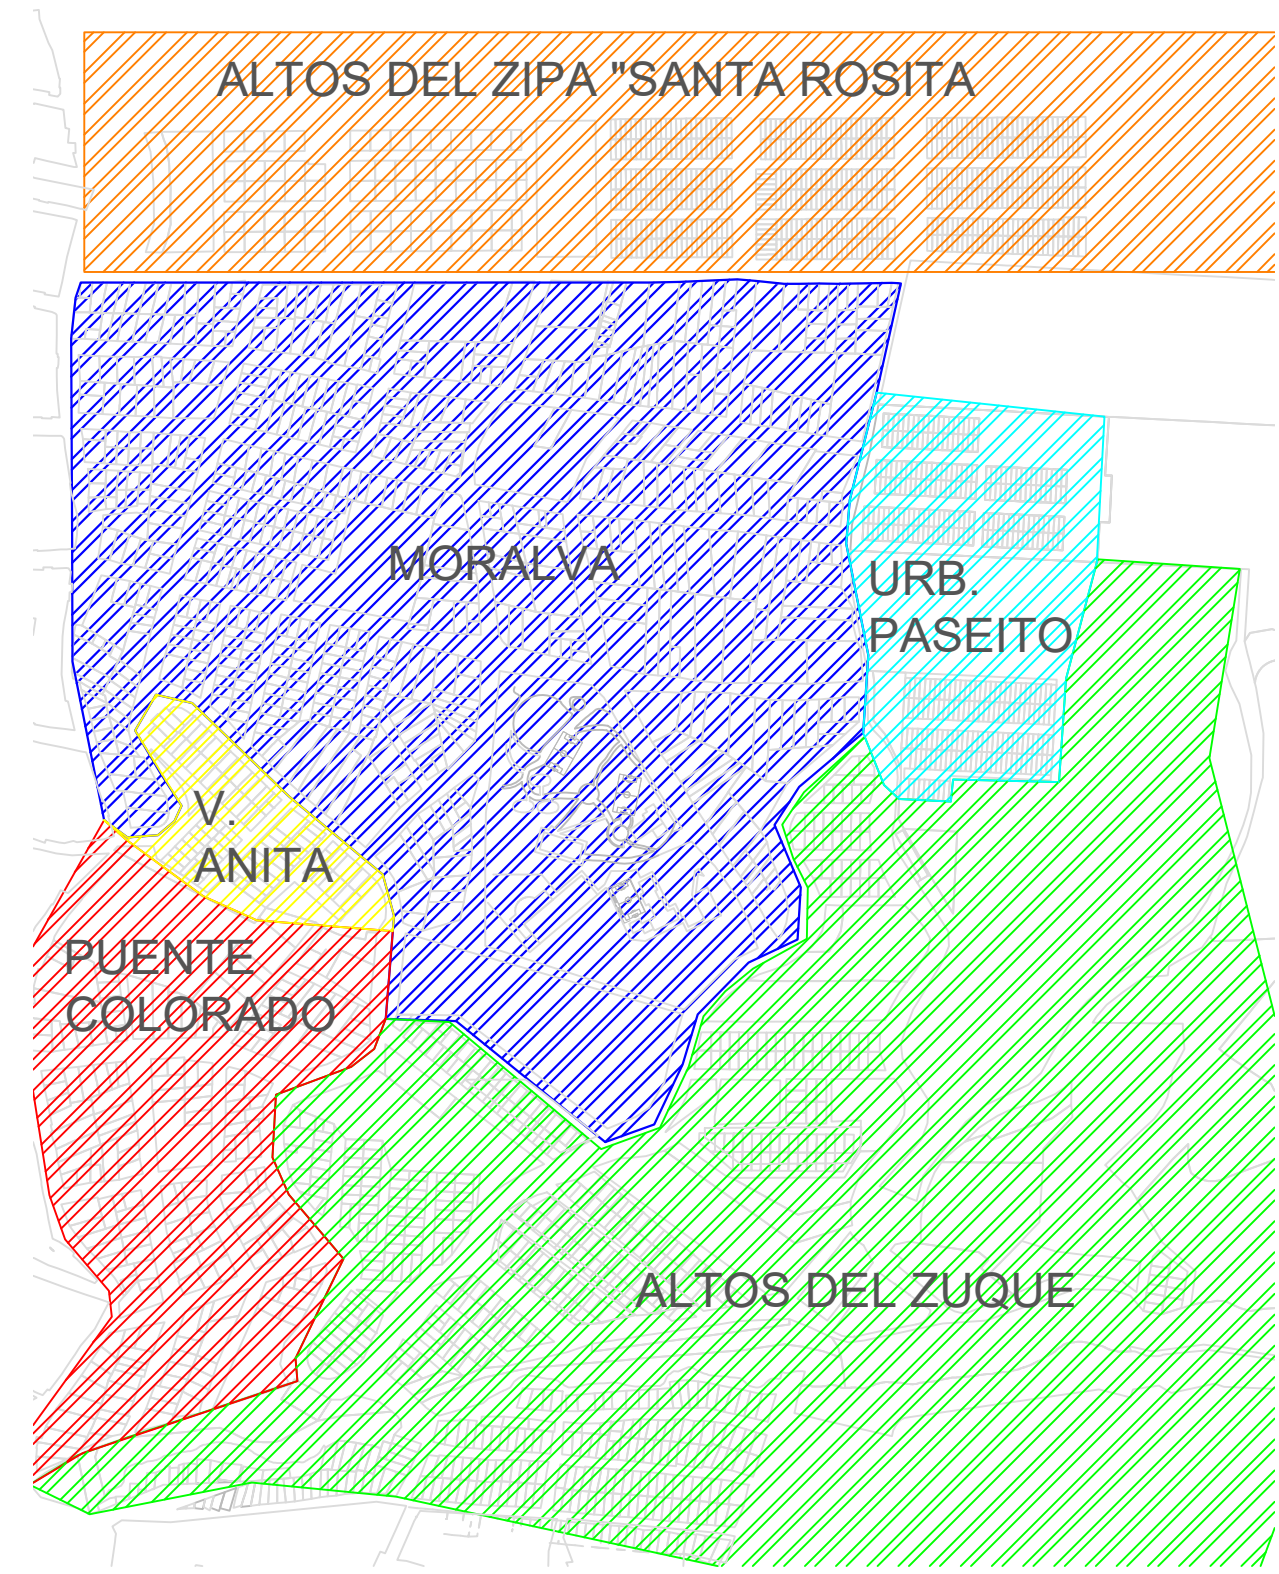 ALTOS DEL ZIPA "SANTA ROSITA
MORALVA
URB.
PASEITO
V.
ANITA
PUENTE
COLORADO
ALTOS DEL ZUQUE